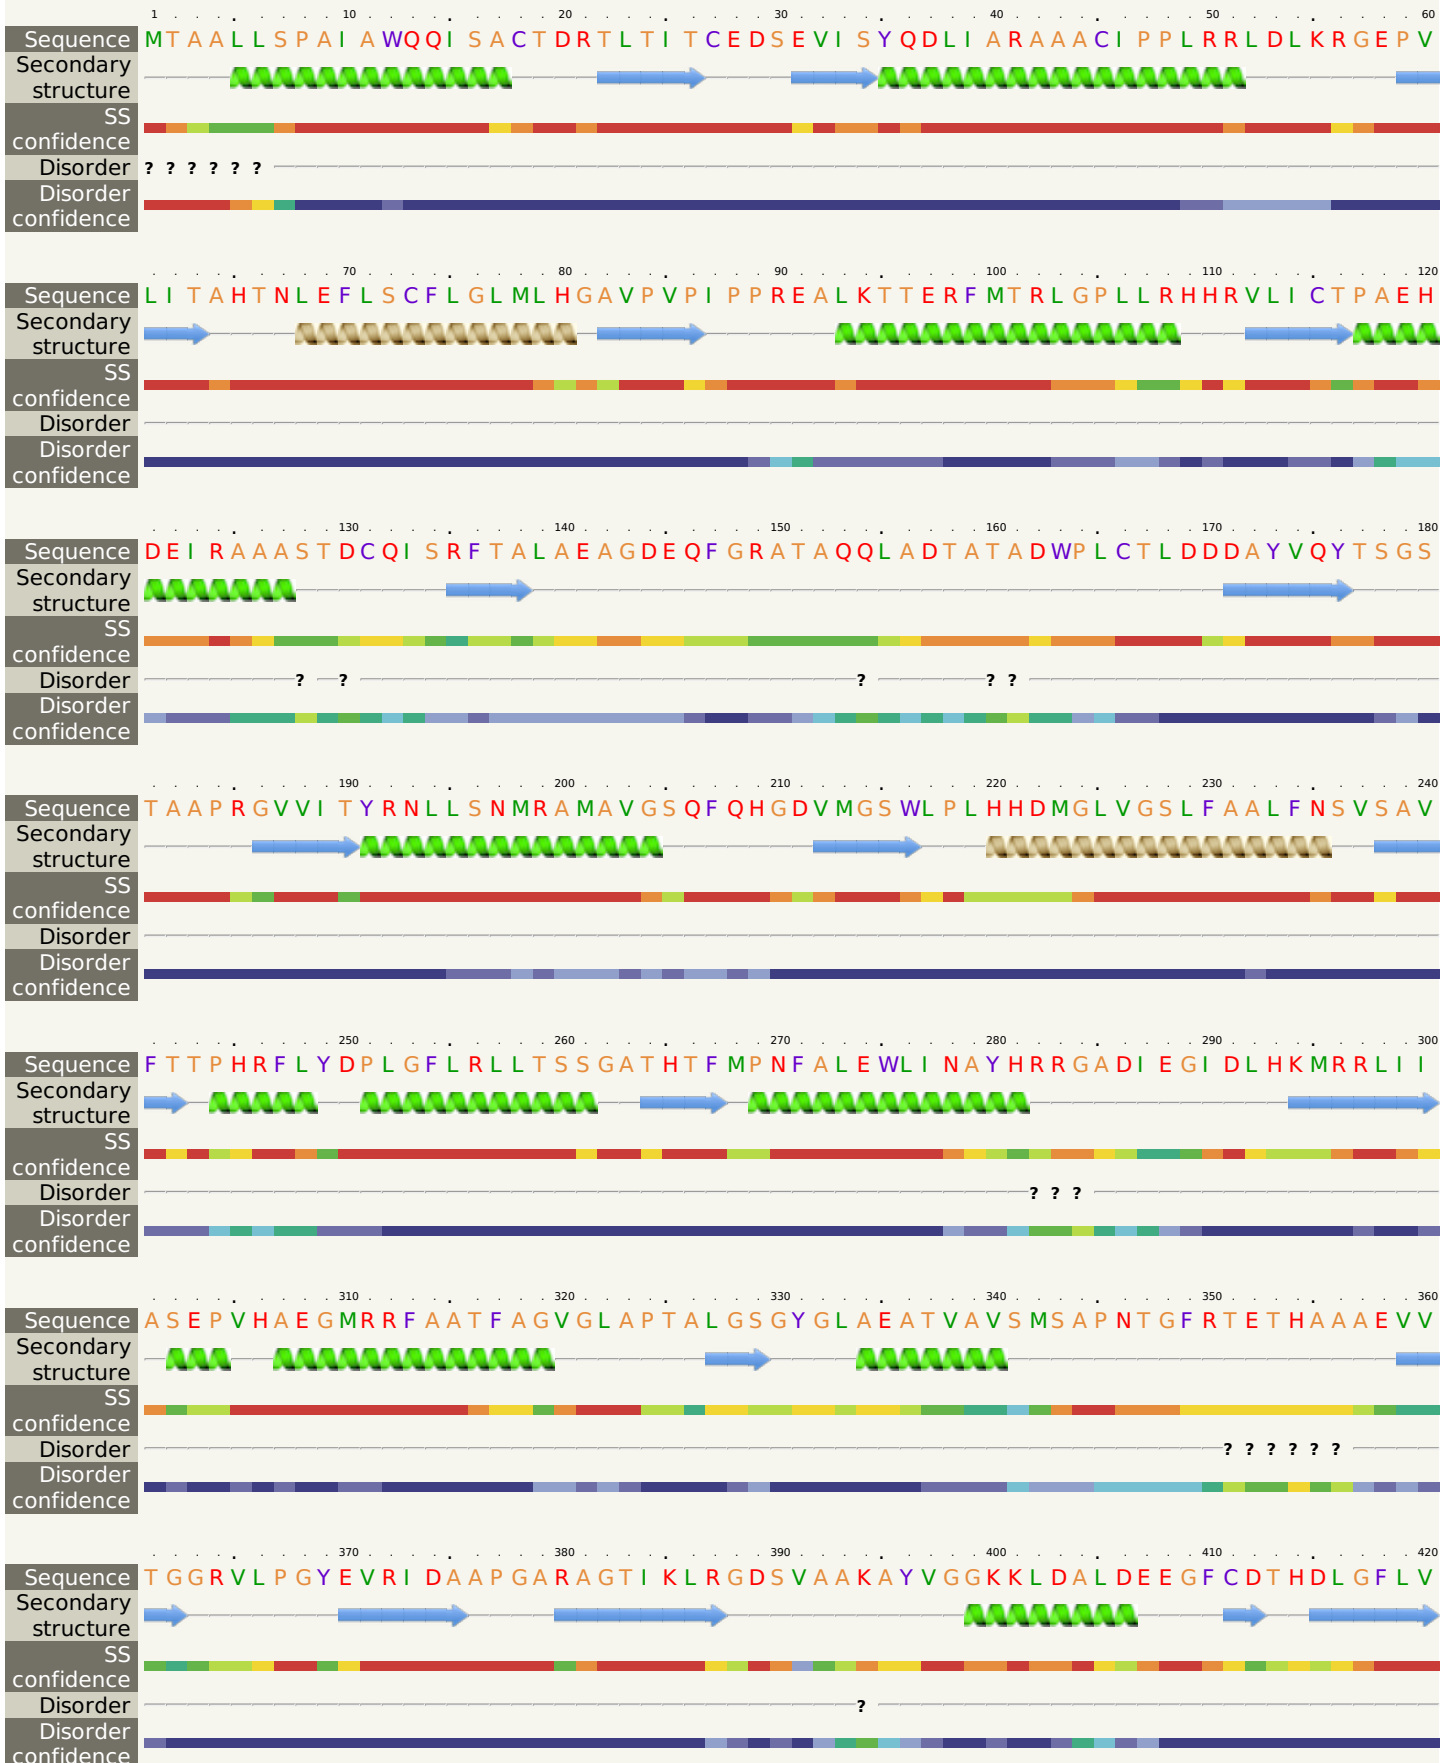 1 10 20 30 40 50 60
Sequence MTAALLSPAIAWQQISACTDRTLTITCEDSEVISYQDLIARAAACIPPLRRLDLKRGEPV
Secondary
structure
SS
confidence
Disorder ? ? ? ? ? ?
Disorder
confidence
70 80 90 100 110 120
Sequence LITAHTNLEFLSCFLGLMLHGAVPVPIPPREALKTTERFMTRLGPLLRHHRVLICTPAEH
Secondary
structure
SS
confidence
Disorder
Disorder
confidence
130 140 150 160 170 180
Sequence DEIRAAASTDCQISRFTALAEAGDEQFGRATAQQLADTATADWPLCTLDDDAYVQYTSGS
Secondary
structure
SS
confidence
Disorder ? ? ? ? ?
Disorder
confidence
190 200 210 220 230 240
Sequence TAAPRGVVITYRNLLSNMRAMAVGSQFQHGDVMGSWLPLHHDMGLVGSLFAALFNSVSAV
Secondary
structure
SS
confidence
Disorder
Disorder
confidence
250 260 270 280 290 300
Sequence FTTPHRFLYDPLGFLRLLTSSGATHTFMPNFALEWLINAYHRRGADIEGIDLHKMRRLII
Secondary
structure
SS
confidence
Disorder ? ? ?
Disorder
confidence
310 320 330 340 350 360
Sequence ASEPVHAEGMRRFAATFAGVGLAPTALGSGYGLAEATVAVSMSAPNTGFRTETHAAAEVV
Secondary
structure
SS
confidence
Disorder ? ? ? ? ? ?
Disorder
confidence
370 380 390 400 410 420
Sequence TGGRVLPGYEVRIDAAPGARAGTIKLRGDSVAAKAYVGGKKLDALDEEGFCDTHDLGFLV
Secondary
structure
SS
confidence
Disorder ?
Disorder
confidence